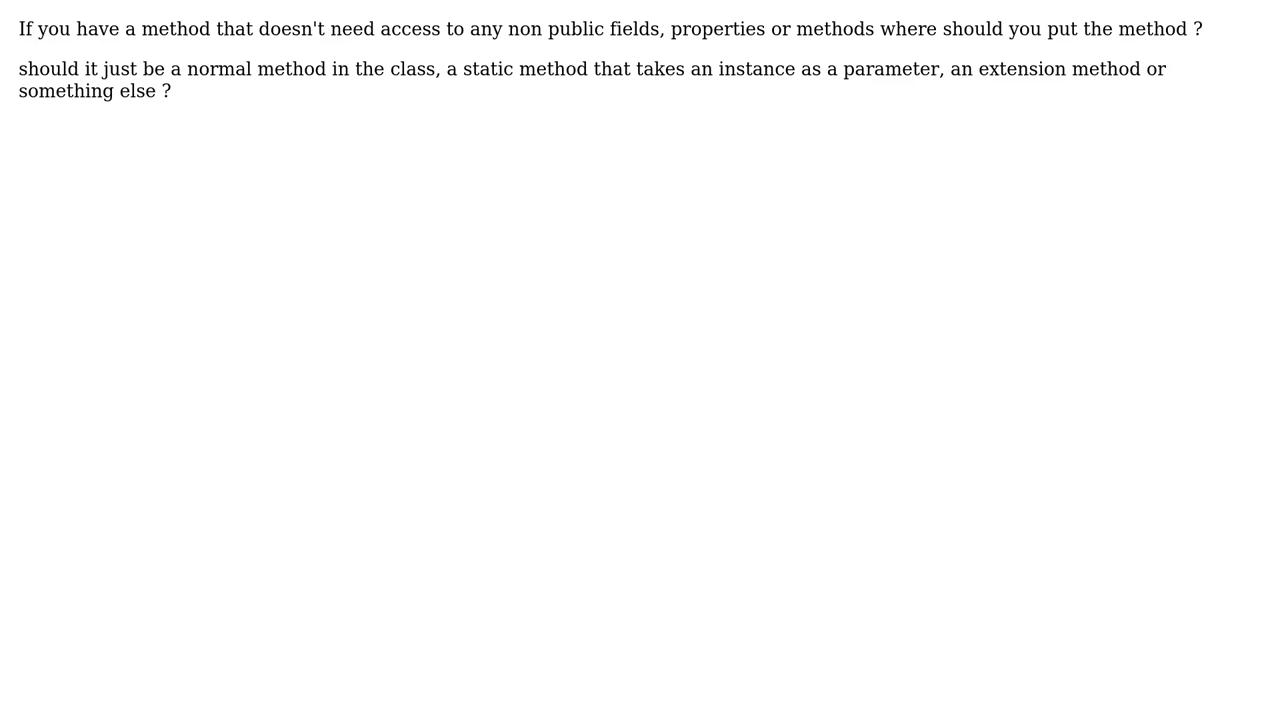 If you have a method that doesn't need access to any non public fields, properties or methods where should you put the method ?
should it just be a normal method in the class, a static method that takes an instance as a parameter, an extension method or
something else ?